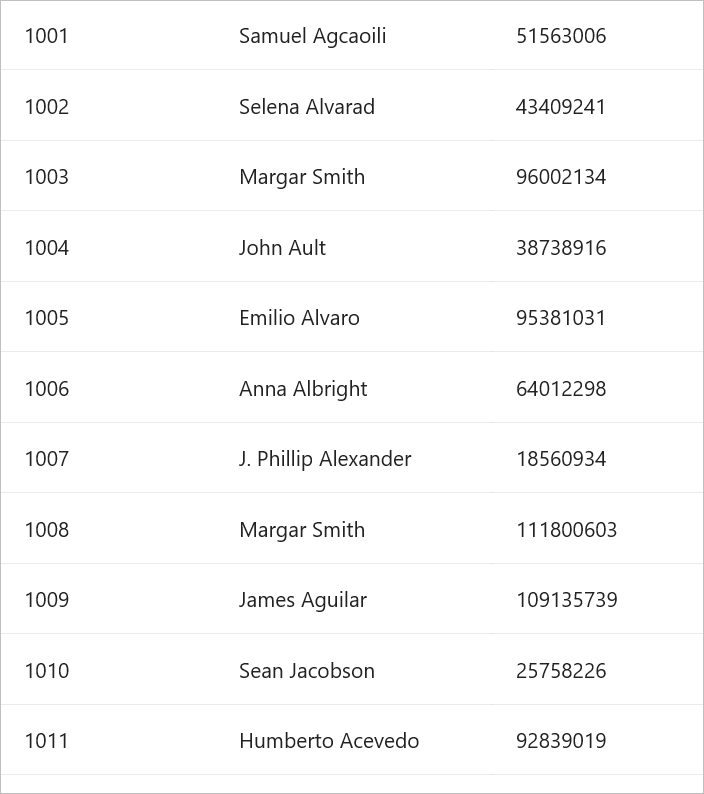 1001 Samuel Agcaoili 51563006
1002 Selena Alvarad 43409241
1003 Margar Smith 96002134
1004 John Ault 38738916
1005 Emilio Alvaro 95381031
1006 Anna Albright 64012298
1007 J. Phillip Alexander 18560934
1008 Margar Smith 111800603
1009 James Aguilar 109135739
1010 Sean Jacobson 25758226
1011 Humberto Acevedo 92839019